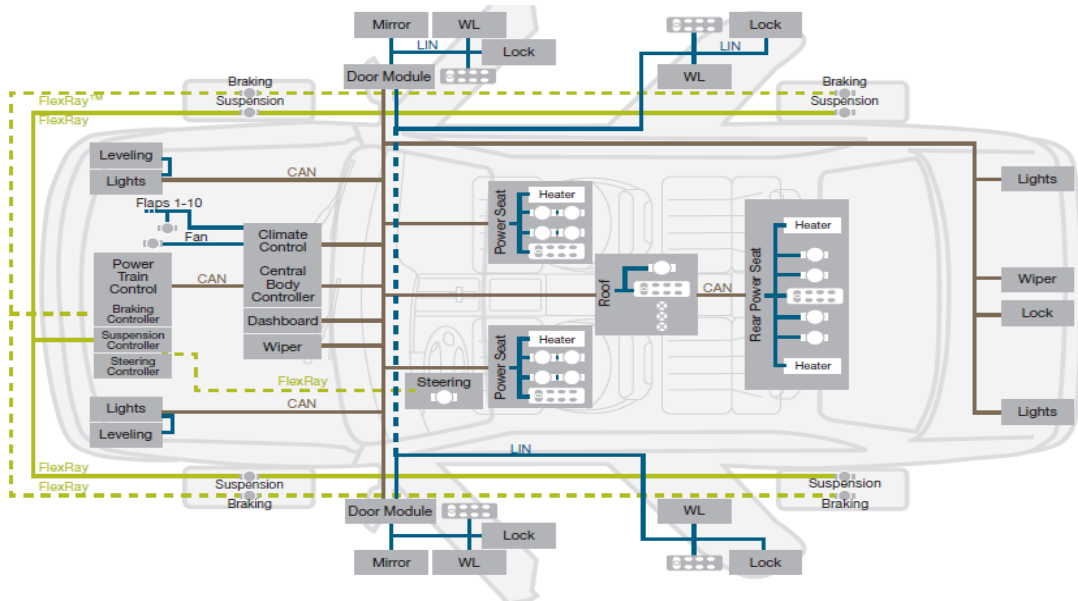 Mirror
WL
Lock
LIN
Lock
LIN
Door Module
WL
Braking
Suspension
Braking
Suspension
FlexRay™
FlexRay
Leveling
Lights
CAN
Lights
Flaps 1-10
Fan
Climate
Control
Power Seat
Heater
Rear Power Seat
Heater
Power
Train
Control
CAN
Central
Body
Controller
Roof
CAN
Wiper
Braking
Controller
Dashboard
Lock
Suspension
Controller
Wiper
Power Seat
Heater
Heater
Steering
Controller
FlexRay
Steering
Lights
CAN
Lights
Leveling
LIN
FlexRay
FlexRay
Suspension
Braking
Suspension
Braking
Door Module
WL
Lock
Mirror
WL
Lock